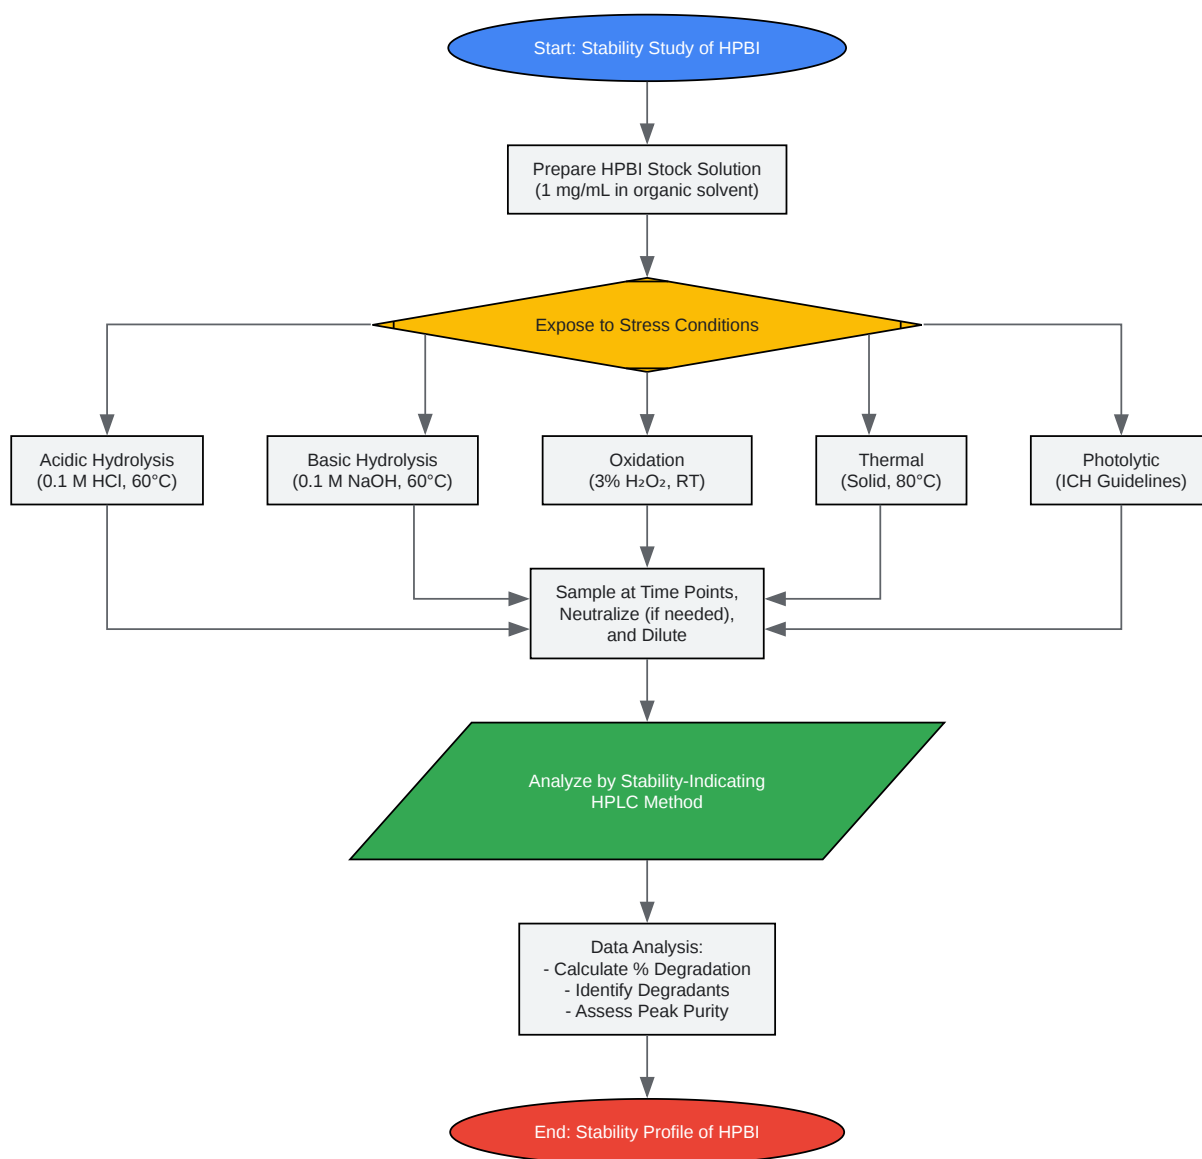 Start: Stability Study of HPBI
Prepare HPBI Stock Solution
(1 mg/mL in organic solvent)
Expose to Stress Conditions
Acidic Hydrolysis
(0.1 M HCl, 60°C)
Basic Hydrolysis
(0.1 M NaOH, 60°C)
Oxidation
(3% H₂O₂, RT)
Thermal
(Solid, 80°C)
Photolytic
(ICH Guidelines)
Sample at Time Points,
Neutralize (if needed),
and Dilute
Analyze by Stability-Indicating
HPLC Method
Data Analysis:
- Calculate % Degradation
- Identify Degradants
- Assess Peak Purity
End: Stability Profile of HPBI